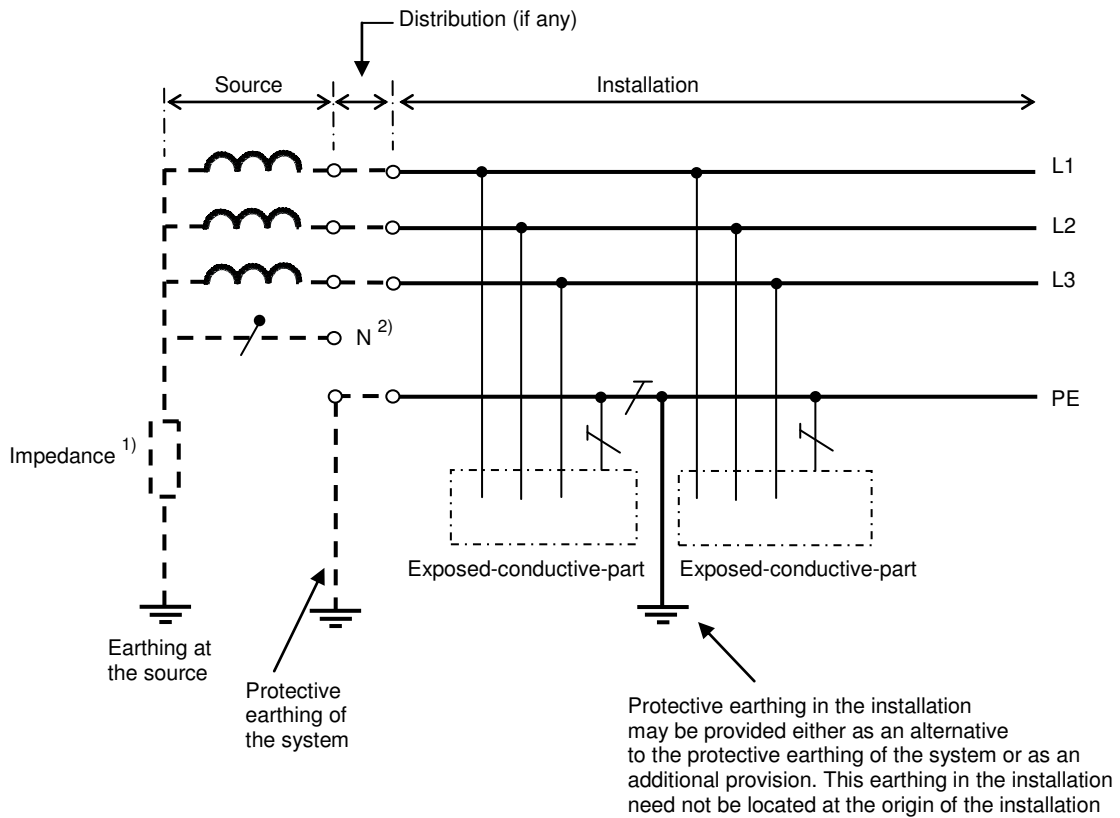 Distribution (if any)
Source
Installation
L1
L2
L3
N 2)
PE
Impedance 1)
Exposed-conductive-part
Exposed-conductive-part
Earthing at
the source
Protective
earthing of
the system
Protective earthing in the installation
may be provided either as an alternative
to the protective earthing of the system or as an
additional provision. This earthing in the installation
need not be located at the origin of the installation